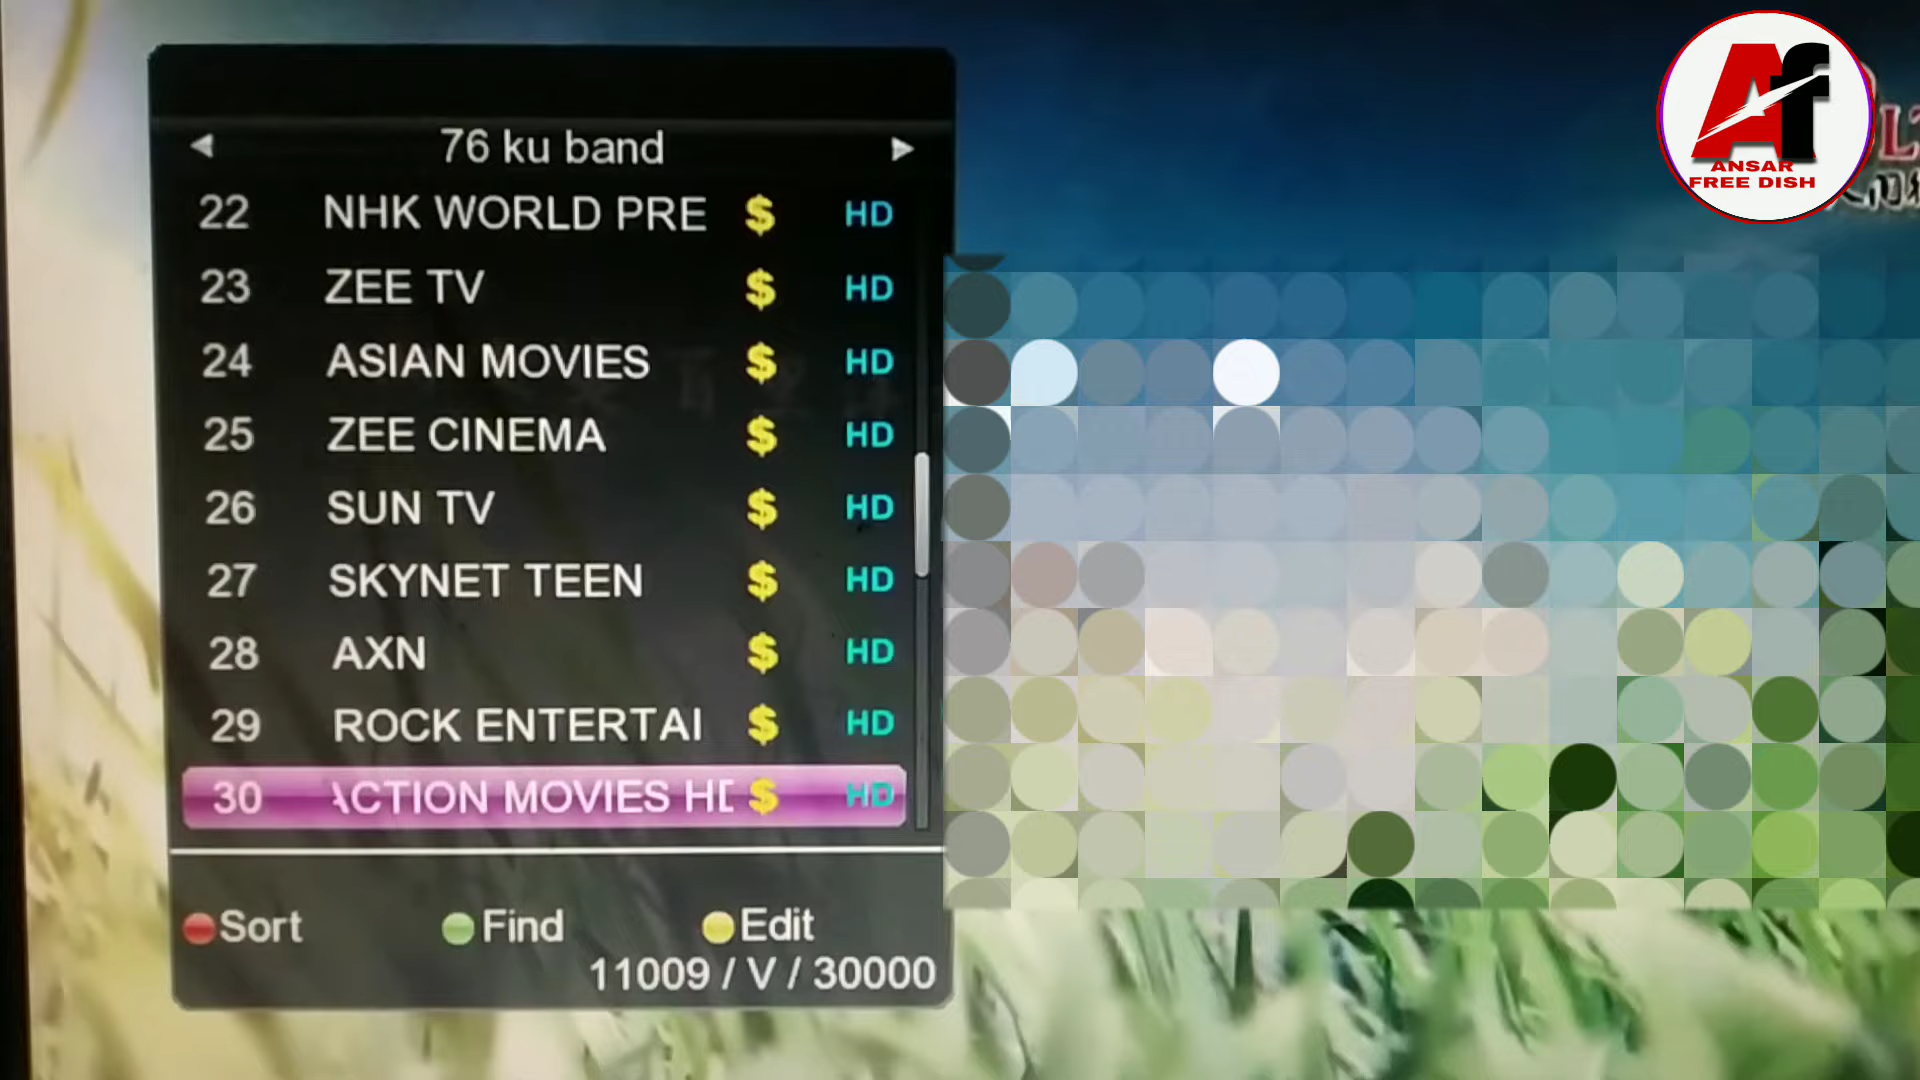 76 ku band
22 NHK WORLD PRE $ HD
23 ZEE TV $ HD
24 ASIAN MOVIES $ HD
25 ZEE CINEMA $ HD
26 SUN TV $ HD
27 SKYNET TEEN $ HD
28 AXN $ HD
29 ROCK ENTERTAI $ HD
30 ACTION MOVIES HD $ HD
Sort Find Edit
11009 / V / 30000
Af
ANSAR
FREE DISH